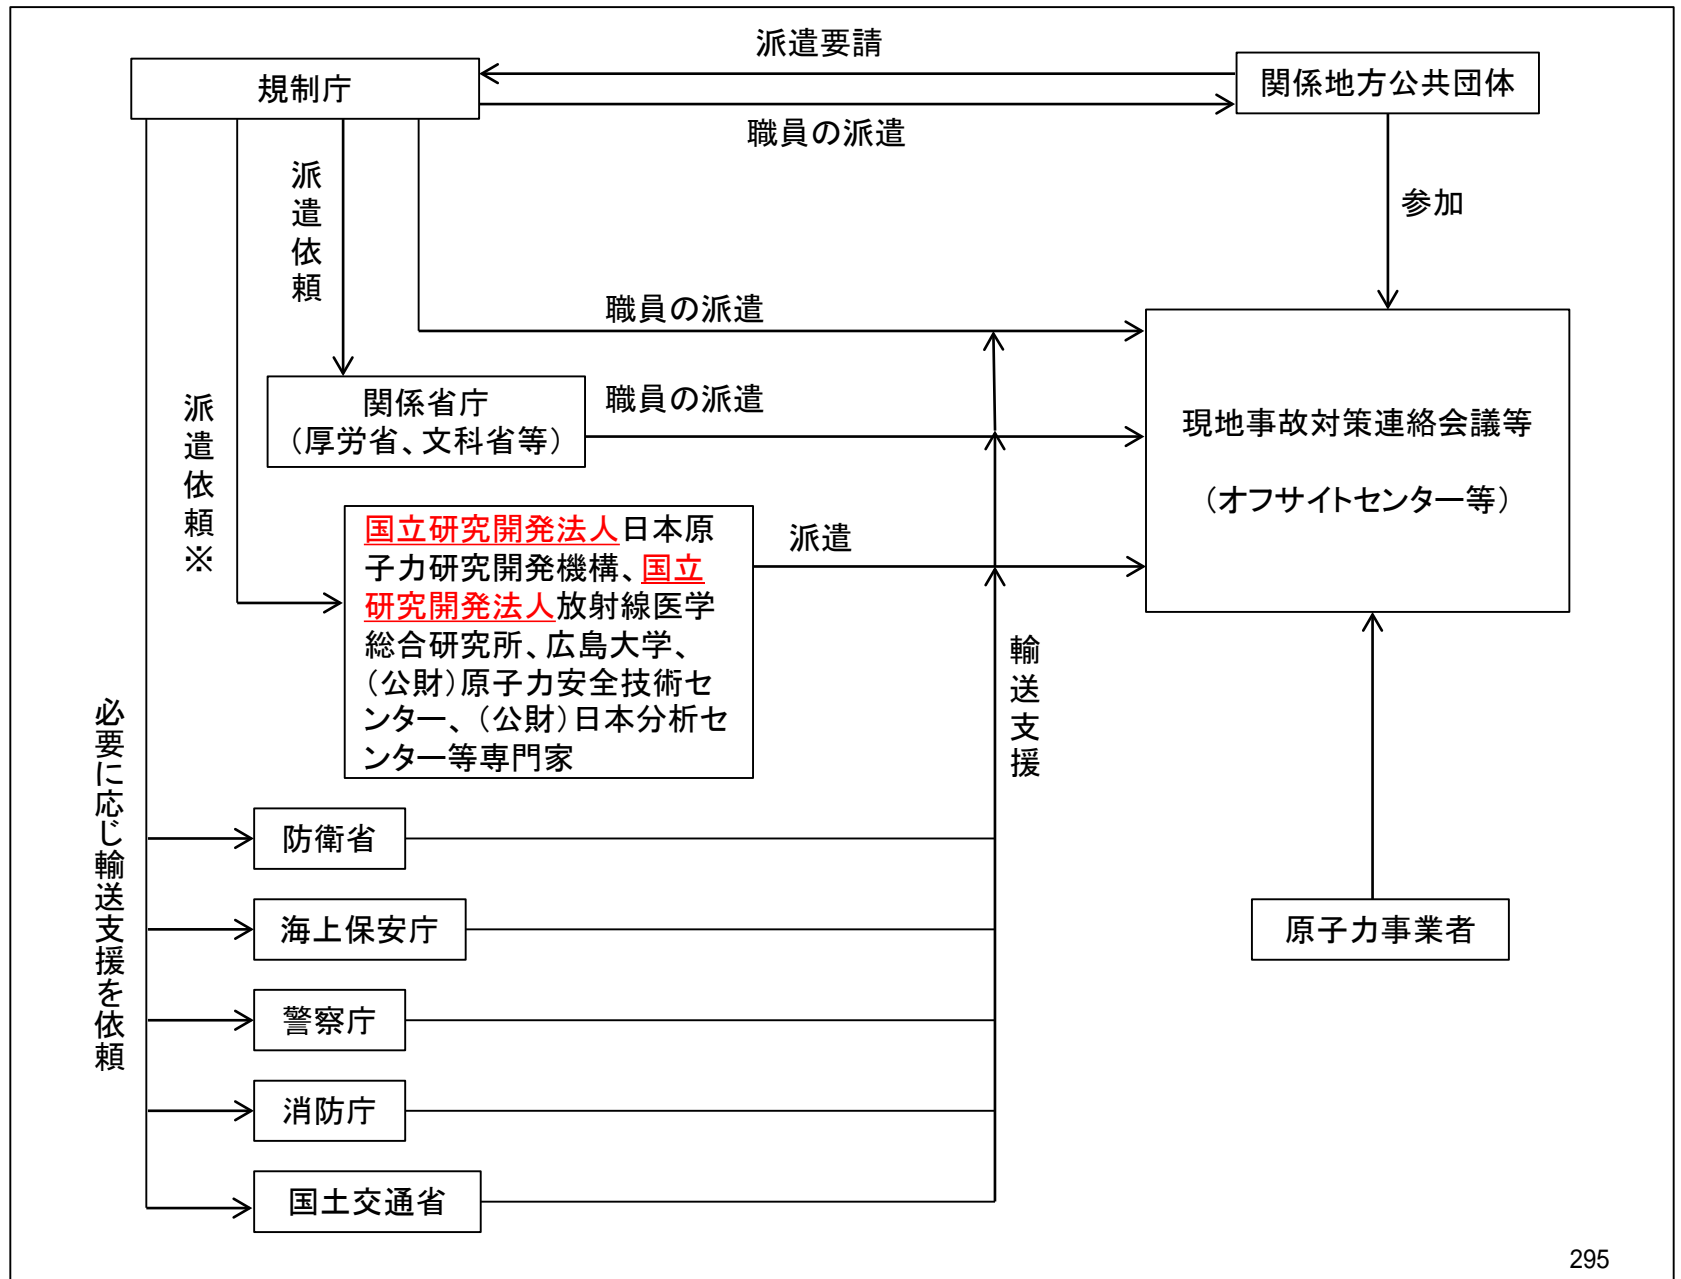 派遣要請
規制庁
関係地方公共団体
職員の派遣
派遣依頼
参加
職員の派遣
関係省庁
（厚労省、文科省等）
職員の派遣
派遣依頼※
現地事故対策連絡会議等
（オフサイトセンター等）
国立研究開発法人日本原
子力研究開発機構、国立
研究開発法人放射線医学
総合研究所、広島大学、
（公財）原子力安全技術セ
ンター、（公財）日本分析セ
ンター等専門家
派遣
輸送支援
必要に応じ輸送支援を依頼
防衛省
海上保安庁
原子力事業者
警察庁
消防庁
国土交通省
295